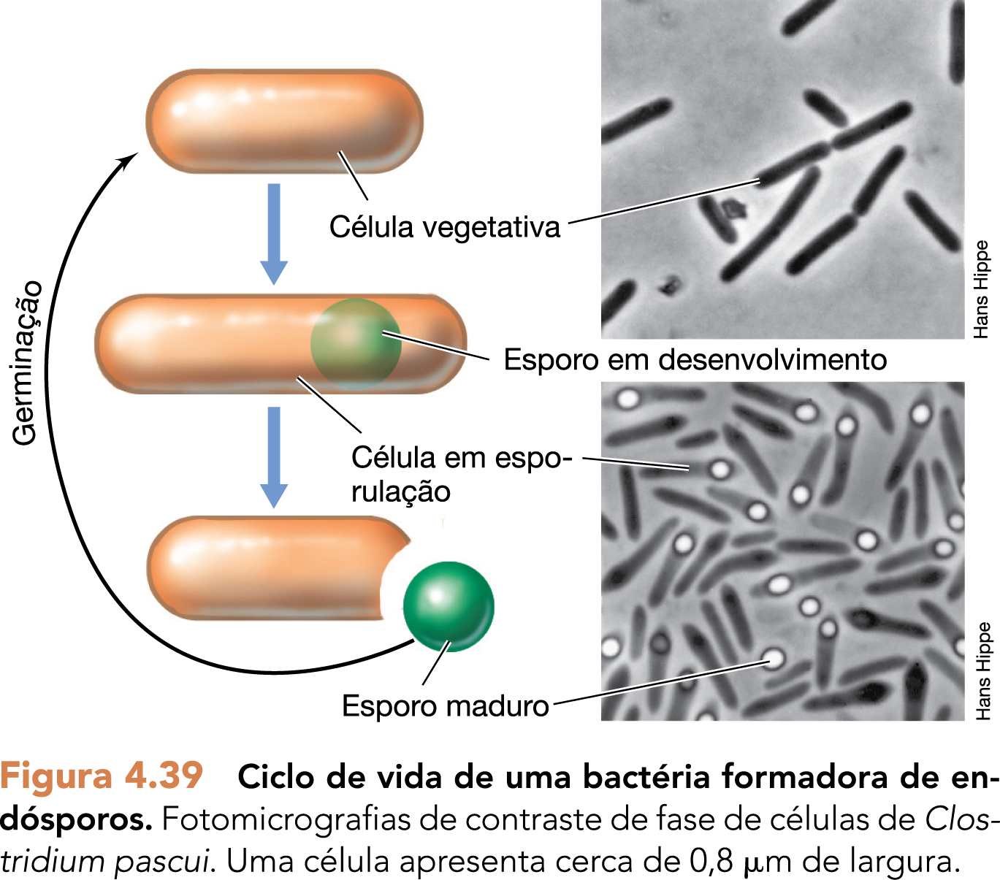 Célula vegetativa
Hans Hippe
Germinação
Esporo em desenvolvimento
Célula em espo-
rulação
Hans Hippe
Esporo maduro
Figura 4.39 Ciclo de vida de uma bactéria formadora de en-
dósporos. Fotomicrografias de contraste de fase de células de Clos-
tridium pascui. Uma célula apresenta cerca de 0,8 μm de largura.